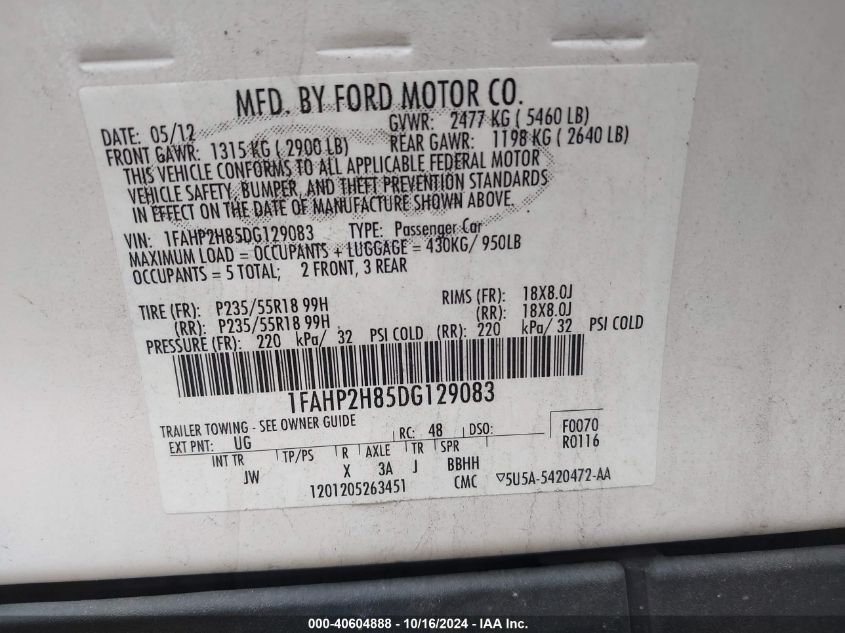 MFD. BY FORD MOTOR CO.
DATE: 05/12 GVWR: 2477 KG ( 5460 LB)
FRONT GAWR: 1315 KG ( 2900 LB) REAR GAWR: 1198 KG ( 2640 LB)
THIS VEHICLE CONFORMS TO ALL APPLICABLE FEDERAL MOTOR
VEHICLE SAFETY, BUMPER, AND THEFT PREVENTION STANDARDS
IN EFFECT ON THE DATE OF MANUFACTURE SHOWN ABOVE.
VIN: 1FAHP2H85DG129083 TYPE: Passenger Car
MAXIMUM LOAD = OCCUPANTS + LUGGAGE = 430KG/ 950LB
OCCUPANTS = 5 TOTAL; 2 FRONT, 3 REAR
TIRE (FR): P235/55R18 99H RIMS (FR): 18X8.0J
(RR): P235/55R18 99H (RR): 18X8.0J
PRESSURE (FR): 220 kPa/ 32 PSI COLD (RR): 220 kPa/ 32 PSI COLD
1FAHP2H85DG129083
TRAILER TOWING - SEE OWNER GUIDE
EXT PNT: UG RC: 48 DSO: F0070
INT TR TP/PS R AXLE TR SPR R0116
JW X 3A J BBHH
1201205263451 CMC ▽5U5A-5420472-AA
000-40604888 - 10/16/2024 - IAA Inc.